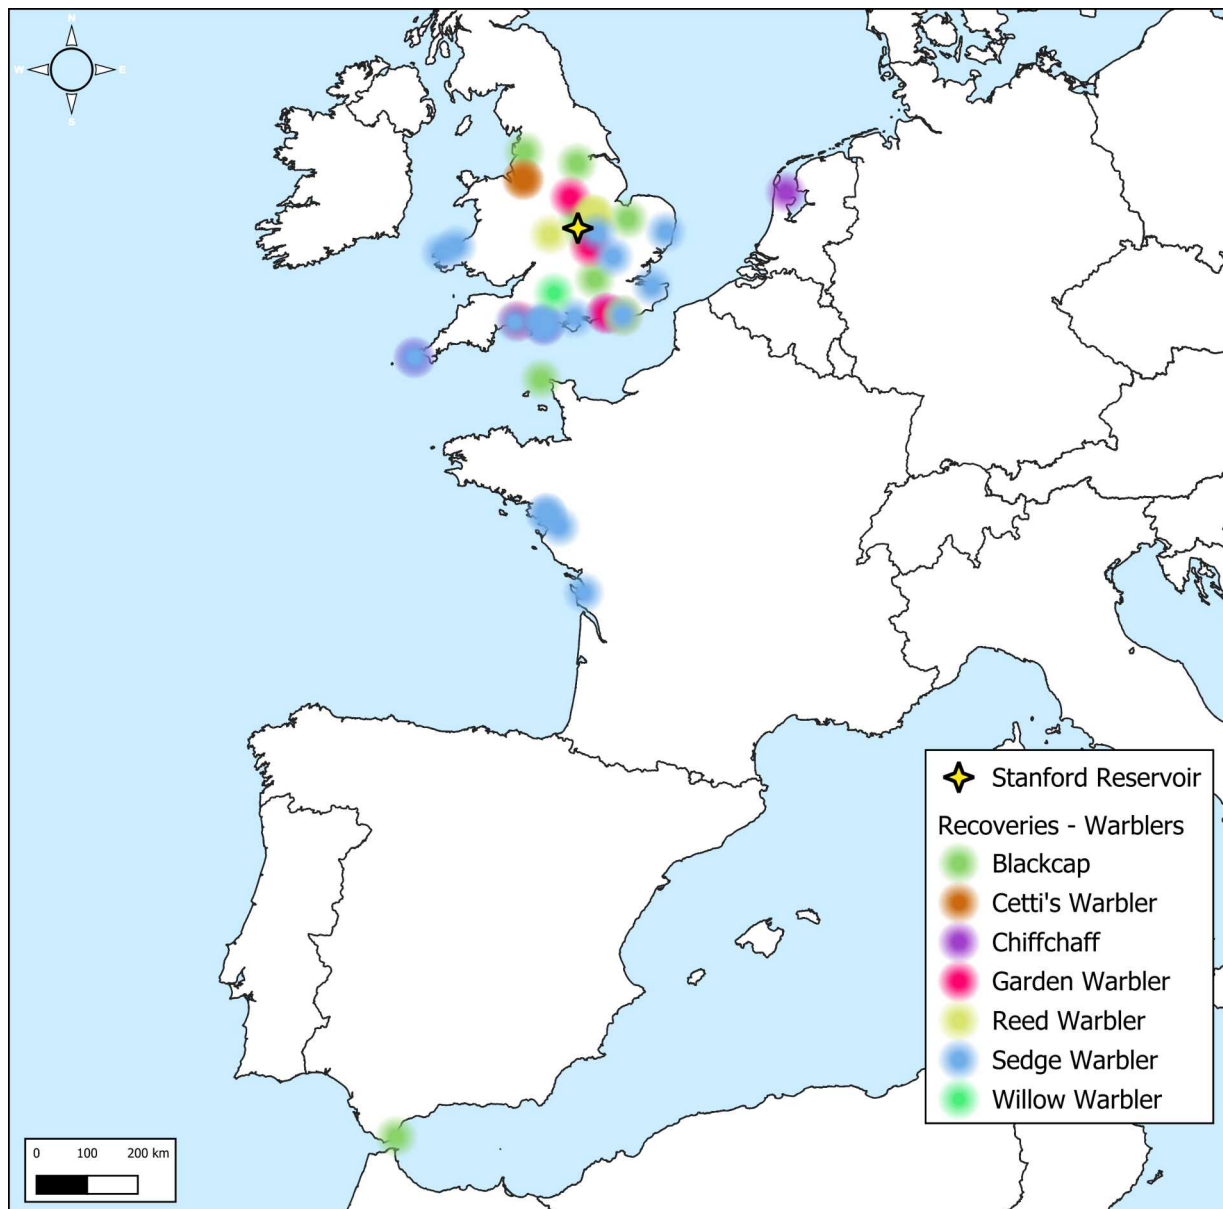 N
W E
S
Stanford Reservoir
Recoveries - Warblers
Blackcap
Cetti's Warbler
Chiffchaff
Garden Warbler
Reed Warbler
Sedge Warbler
Willow Warbler
0 100 200 km